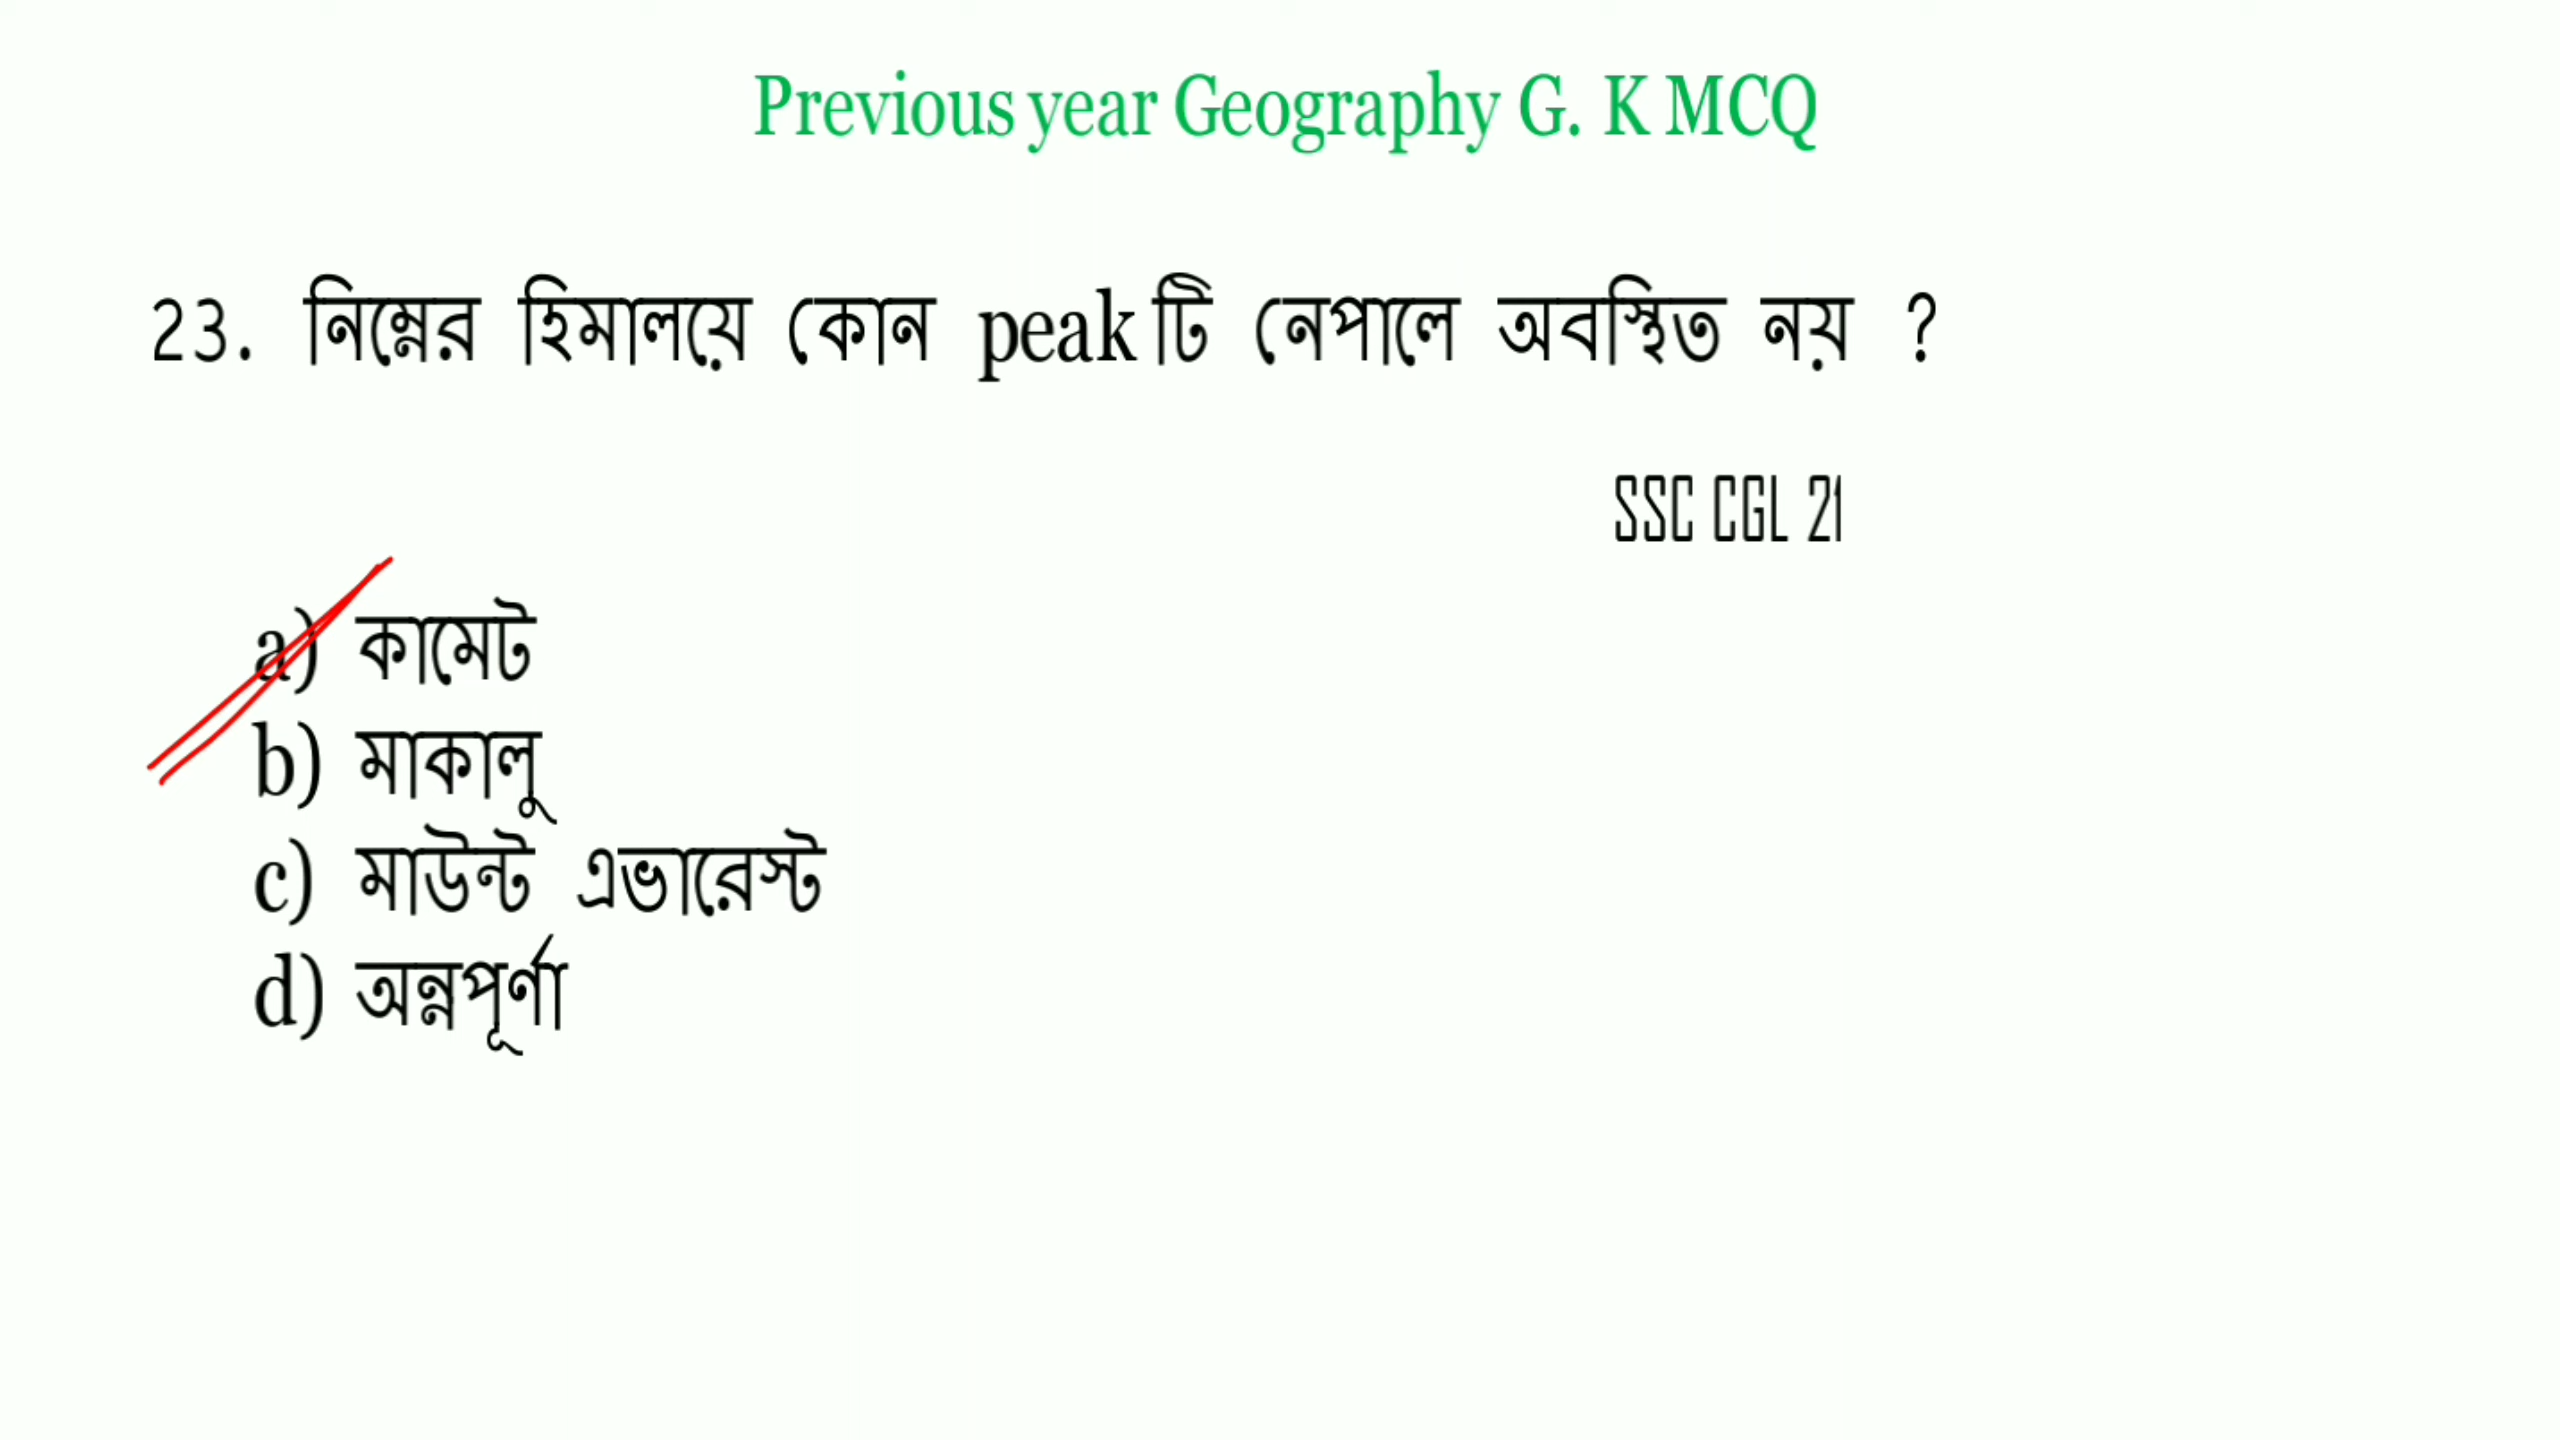 Previous year Geography G. K MCQ
23. নিম্নের হিমালয়ে কোন peak টি নেপালে অবস্থিত নয় ?
SSC CGL 21
a) কামেট
b) মাকালু
c) মাউন্ট এভারেস্ট
d) অন্নপূর্ণা